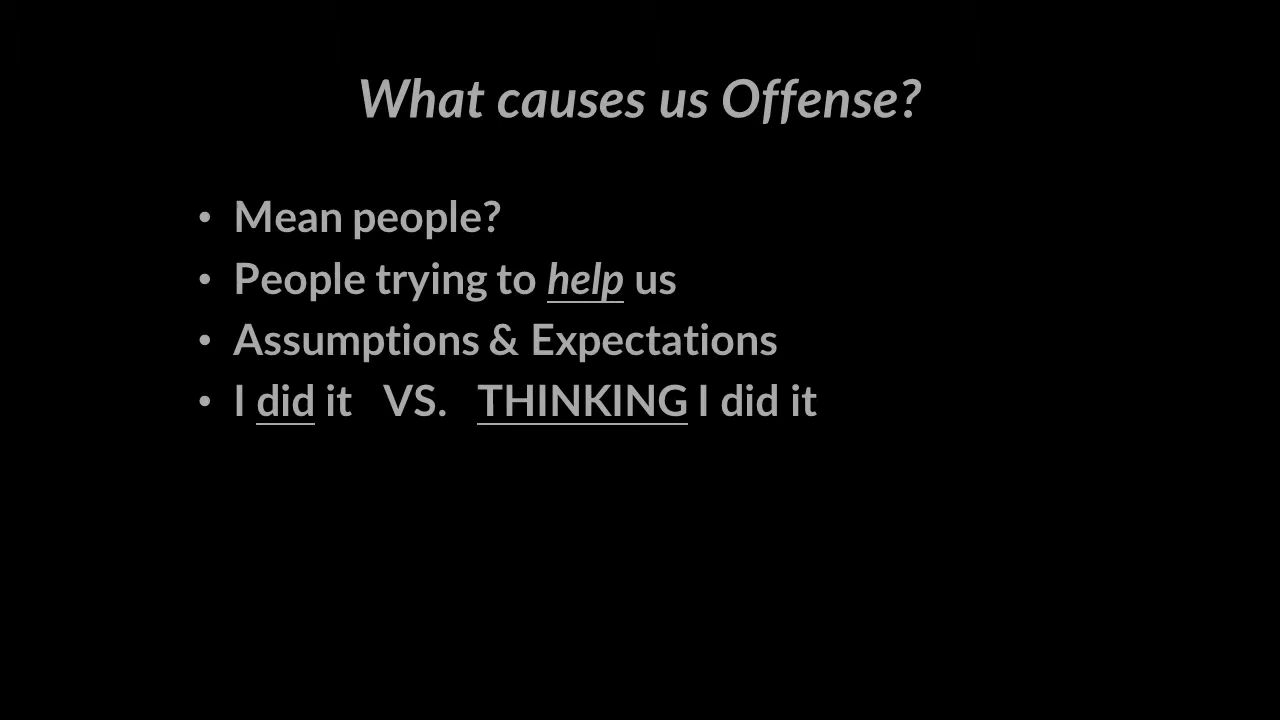 What causes us Offense?
• Mean people?
• People trying to help us
• Assumptions & Expectations
• I did it VS. THINKING I did it